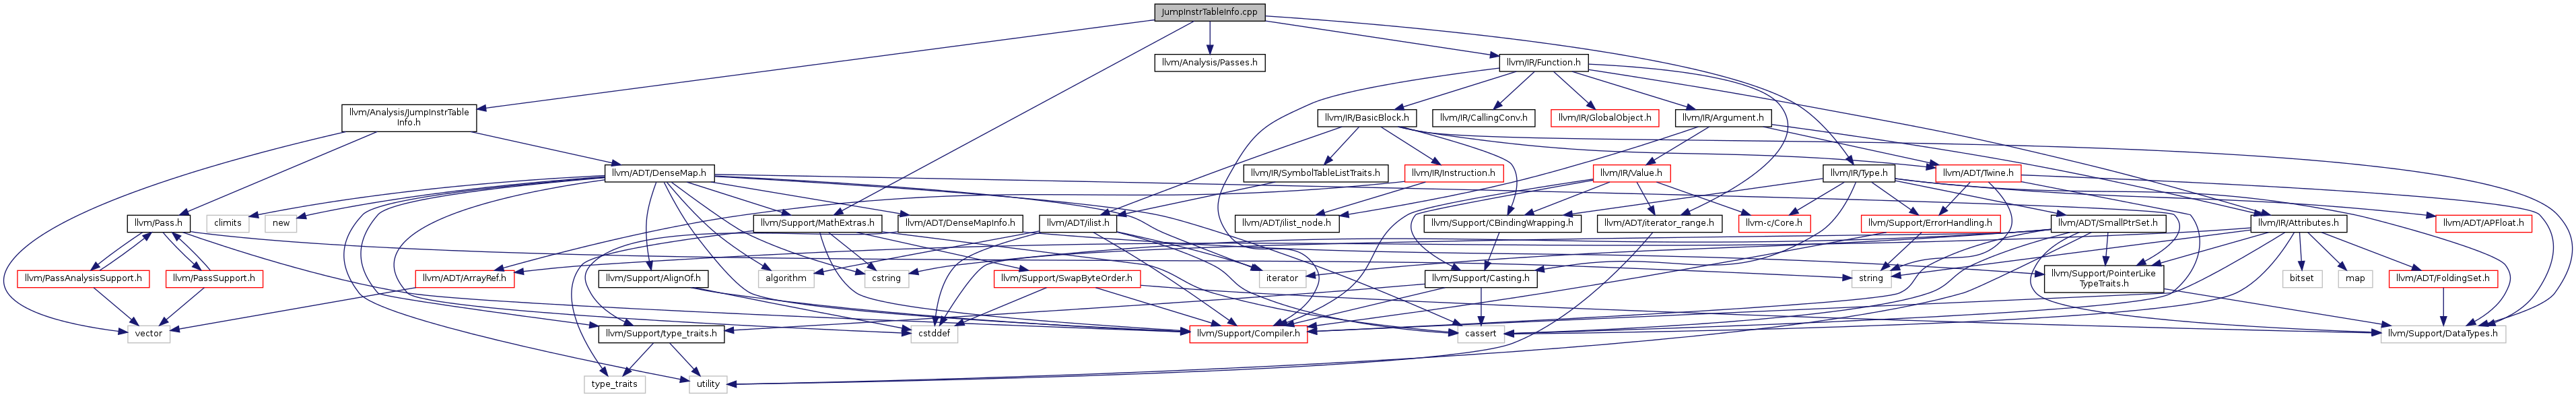 JumpInstrTableInfo.cpp
llvm/Analysis/Passes.h
llvm/IR/Function.h
llvm/Analysis/JumpInstrTable
Info.h
llvm/IR/BasicBlock.h
llvm/IR/CallingConv.h
llvm/IR/GlobalObject.h
llvm/IR/Argument.h
llvm/ADT/DenseMap.h
llvm/IR/SymbolTableListTraits.h
llvm/IR/Instruction.h
llvm/IR/Value.h
llvm/IR/Type.h
llvm/ADT/Twine.h
llvm/Pass.h
climits
new
llvm/Support/MathExtras.h
llvm/ADT/DenseMapInfo.h
llvm/ADT/ilist.h
llvm/ADT/ilist_node.h
llvm/Support/CBindingWrapping.h
llvm/ADT/iterator_range.h
llvm-c/Core.h
llvm/Support/ErrorHandling.h
llvm/ADT/SmallPtrSet.h
llvm/IR/Attributes.h
llvm/ADT/APFloat.h
llvm/PassAnalysisSupport.h
llvm/PassSupport.h
llvm/ADT/ArrayRef.h
llvm/Support/AlignOf.h
algorithm
cstring
llvm/Support/SwapByteOrder.h
iterator
llvm/Support/Casting.h
string
llvm/Support/PointerLike
TypeTraits.h
bitset
map
llvm/ADT/FoldingSet.h
vector
llvm/Support/type_traits.h
cstddef
llvm/Support/Compiler.h
cassert
llvm/Support/DataTypes.h
type_traits
utility